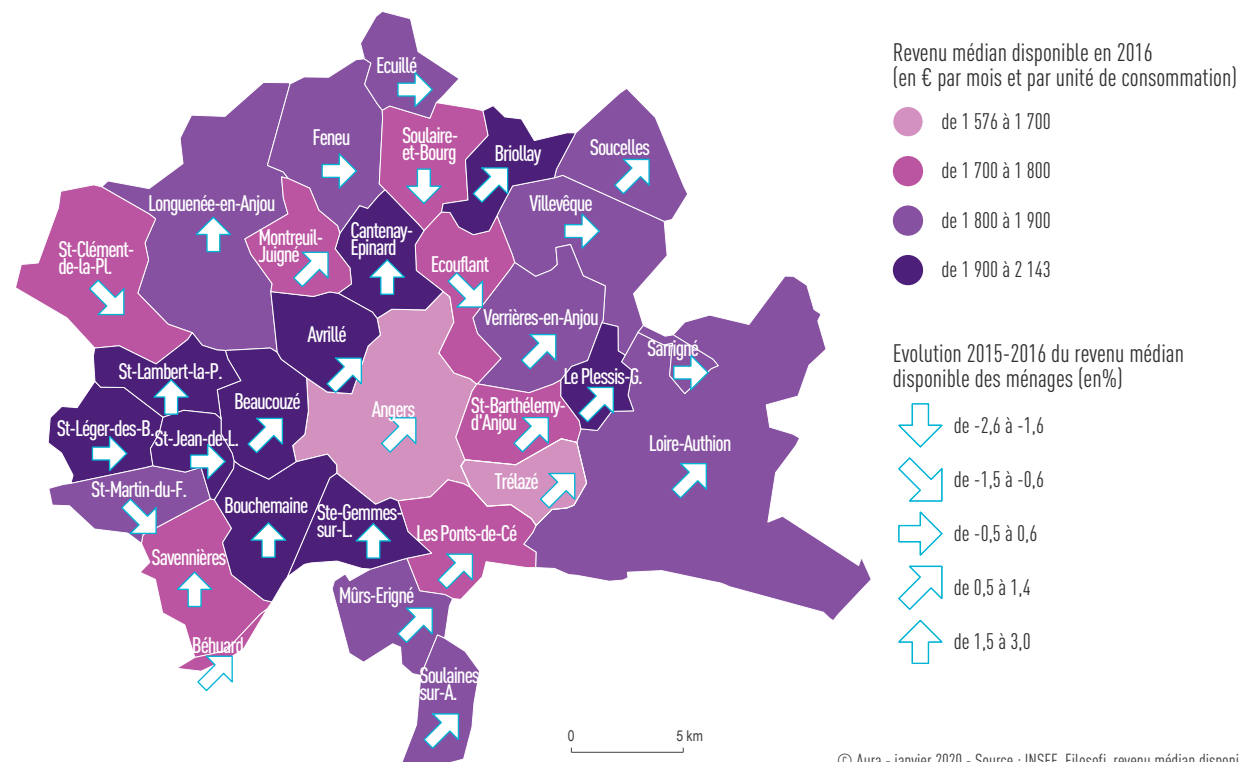 Revenu médian disponible en 2016
(en € par mois et par unité de consommation)
de 1 576 à 1 700
de 1 700 à 1 800
de 1 800 à 1 900
de 1 900 à 2 143
Evolution 2015-2016 du revenu médian
disponible des ménages (en%)
de -2,6 à -1,6
de -1,5 à -0,6
de -0,5 à 0,6
de 0,5 à 1,4
de 1,5 à 3,0
Ecuillé
Feneu
Soulaire-
et-Bourg
Briollay
Soucelles
Longuenée-en-Anjou
Villevêque
St-Clément-
de-la-Pl.
Montreuil-
Juigné
Cantenay-
Epinard
Ecouflant
Avrillé
Verrières-en-Anjou
Sarrigné
St-Lambert-la-P.
Le Plessis-G.
Beaucouzé
Angers
St-Barthélemy-
d'Anjou
St-Léger-des-B.
St-Jean-de-L.
Loire-Authion
St-Martin-du-F.
Trélazé
Bouchemaine
Ste-Gemmes-
sur-L.
Les Ponts-de-Cé
Savennières
Mûrs-Erigné
Béhuard
Soulaines
sur-A.
0 5 km
© Aura - janvier 2020 - Source : INSEE, Filosofi, revenu médian disponi